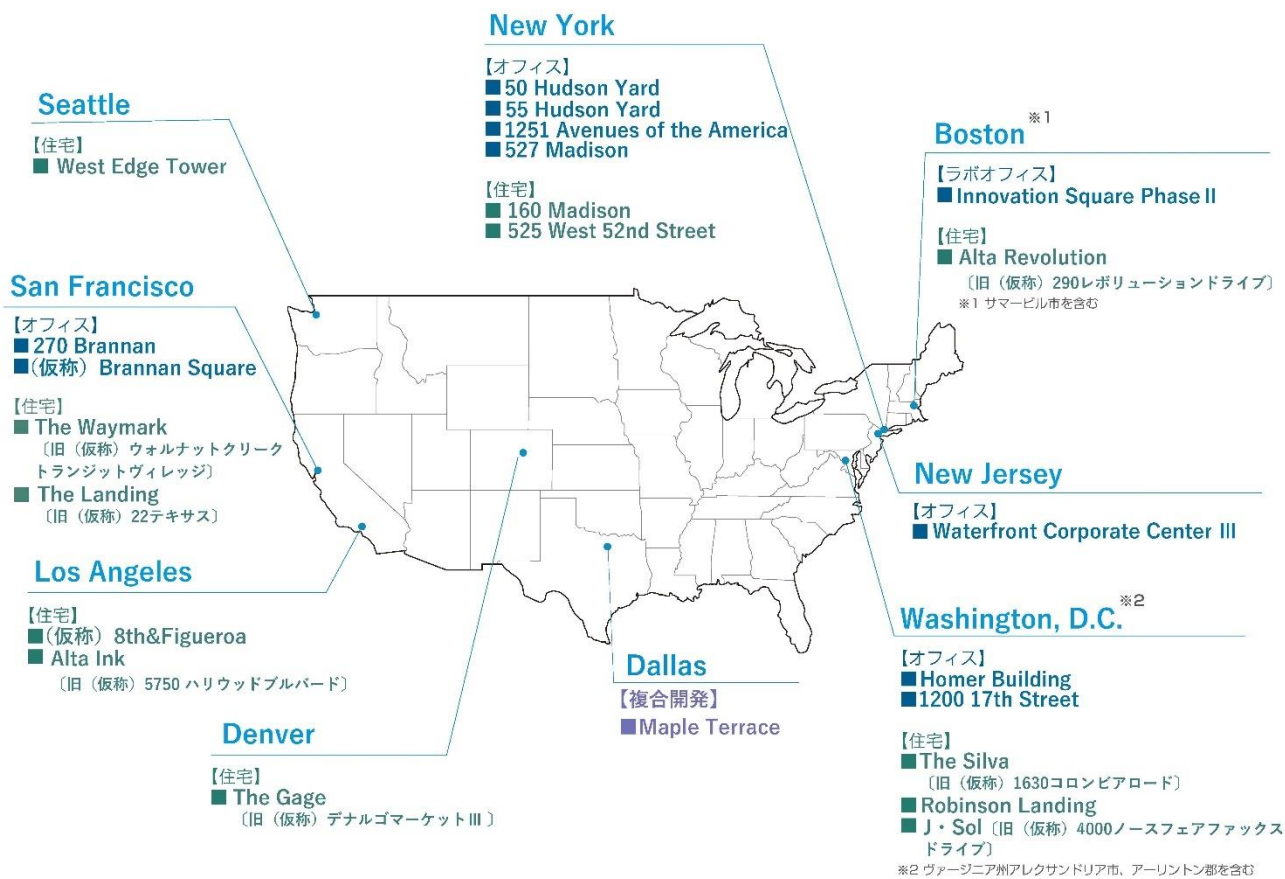 New York
【オフィス】
■50 Hudson Yard
■55 Hudson Yard
■1251 Avenues of the America
■527 Madison
【住宅】
■ 160 Madison
■ 525 West 52nd Street
Seattle
【住宅】
■ West Edge Tower
Boston ※1
【ラボオフィス】
■Innovation Square Phase II
【住宅】
■ Alta Revolution
〔旧（仮称）290レボリューションドライブ〕
※1 サマービル市を含む
San Francisco
【オフィス】
■270 Brannan
■(仮称）Brannan Square
【住宅】
■ The Waymark
〔旧（仮称）ウォルナットクリーク
トランジットヴィレッジ〕
■ The Landing
〔旧（仮称）22テキサス〕
New Jersey
【オフィス】
■Waterfront Corporate Center III
Los Angeles
【住宅】
■(仮称）8th&Figueroa
■ Alta Ink
〔旧（仮称）5750 ハリウッドブルバード〕
Washington, D.C. ※2
【オフィス】
■Homer Building
■1200 17th Street
【住宅】
■The Silva
〔旧（仮称）1630コロンビアロード〕
■Robinson Landing
■J・Sol〔旧（仮称）4000ノースフェアファックス
ドライブ〕
※2 ヴァージニア州アレクサンドリア市、アーリントン郡を含む
Dallas
【複合開発】
■Maple Terrace
Denver
【住宅】
■ The Gage
〔旧（仮称）デナルゴマーケットⅢ 〕